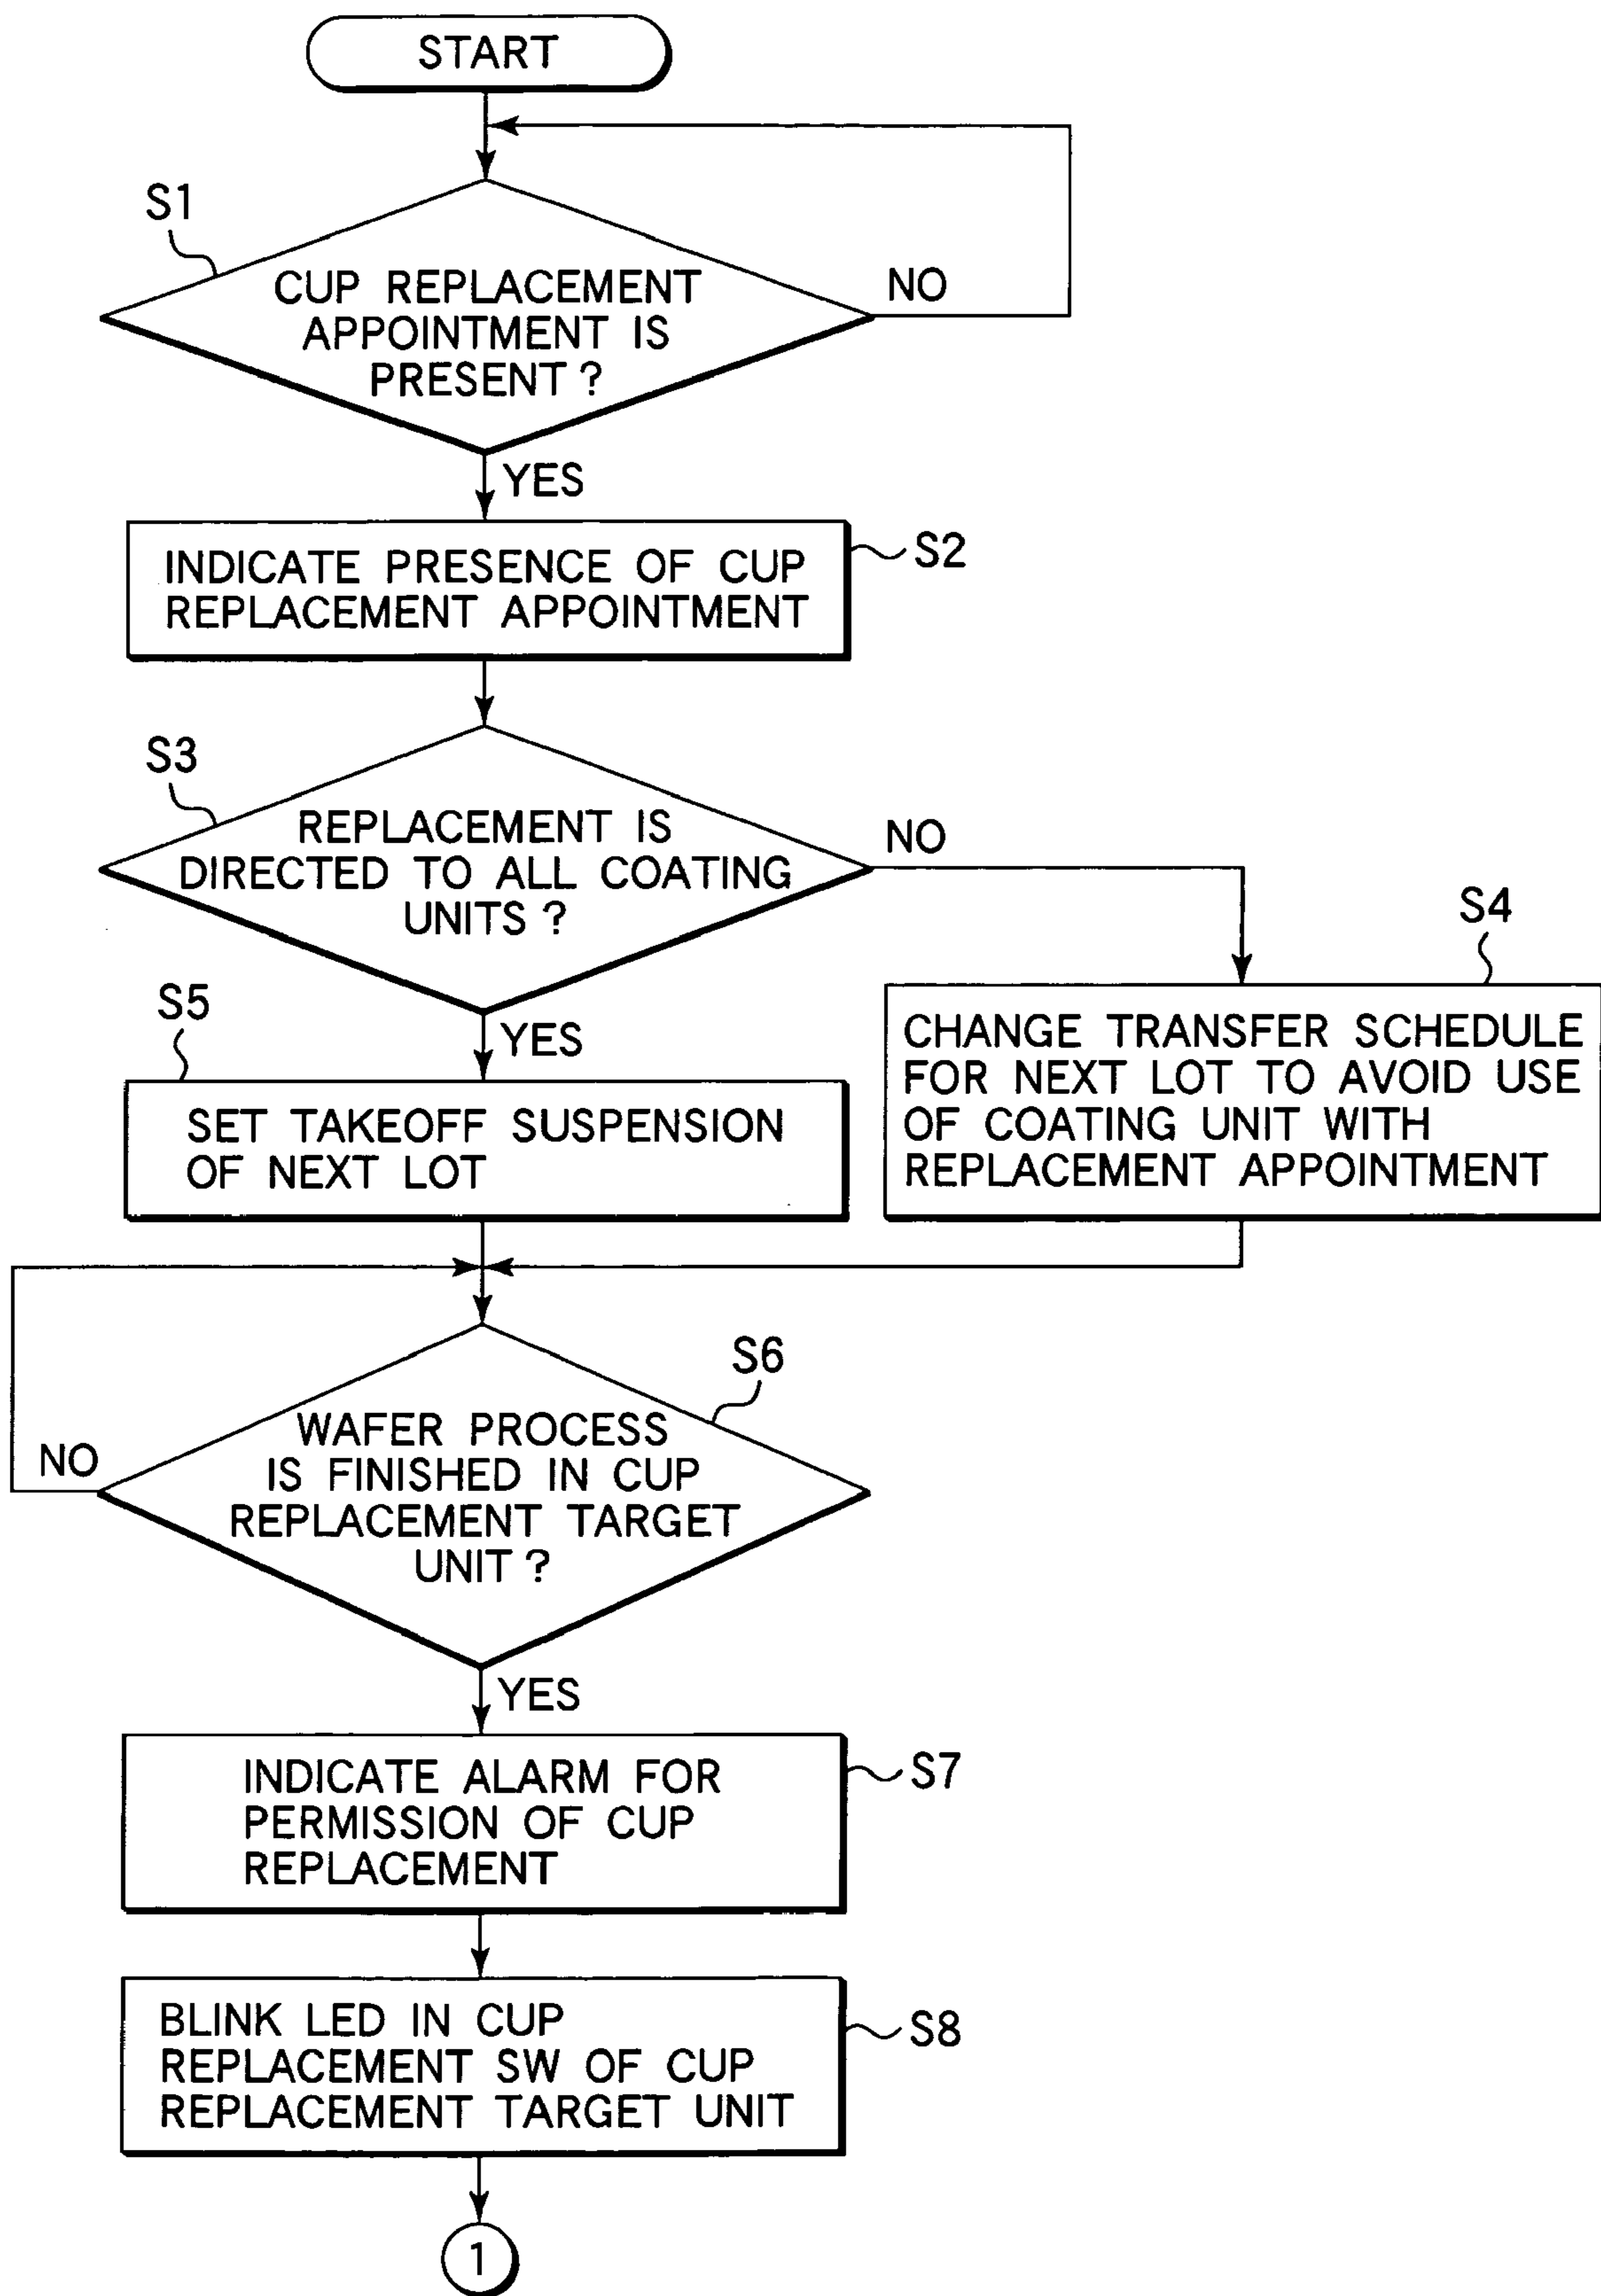 START
S1
CUP REPLACEMENT
APPOINTMENT IS
PRESENT?
NO
YES
INDICATE PRESENCE OF CUP
REPLACEMENT APPOINTMENT
S2
S3
REPLACEMENT IS
DIRECTED TO ALL COATING
UNITS?
NO
S4
CHANGE TRANSFER SCHEDULE
FOR NEXT LOT TO AVOID USE
OF COATING UNIT WITH
REPLACEMENT APPOINTMENT
YES
S5
SET TAKEOFF SUSPENSION
OF NEXT LOT
S6
WAFER PROCESS
IS FINISHED IN CUP
REPLACEMENT TARGET
UNIT?
NO
YES
INDICATE ALARM FOR
PERMISSION OF CUP
REPLACEMENT
S7
BLINK LED IN CUP
REPLACEMENT SW OF CUP
REPLACEMENT TARGET UNIT
S8
1